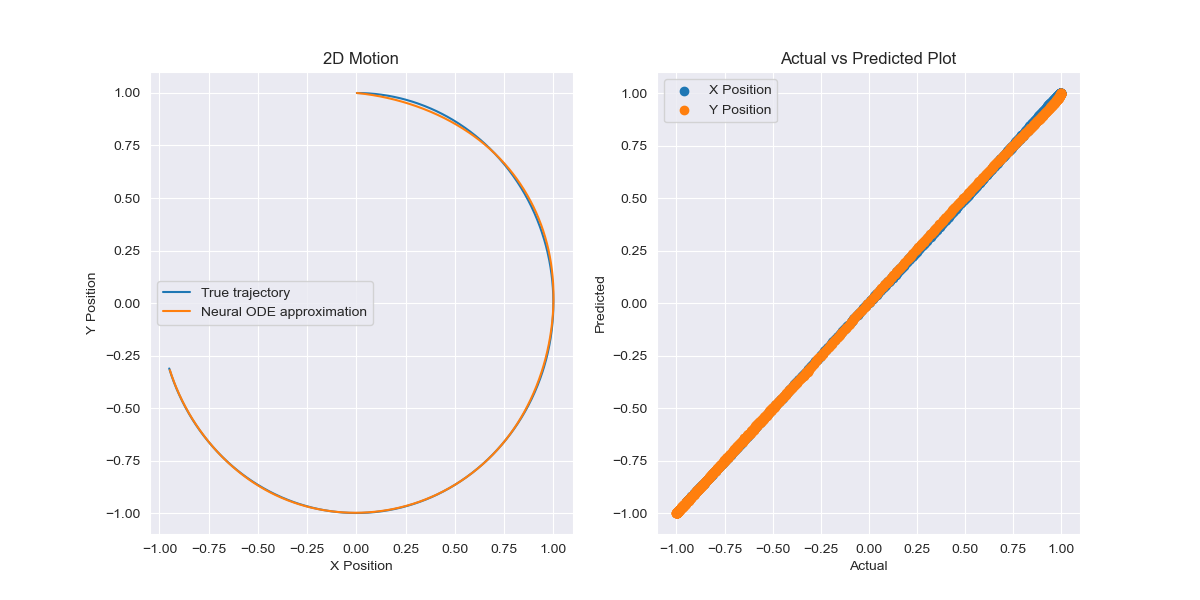 2D Motion
1.00
0.75
0.50
0.25
0.00
−0.25
−0.50
−0.75
−1.00
Y Position
True trajectory
Neural ODE approximation
−1.00 −0.75 −0.50 −0.25 0.00 0.25 0.50 0.75 1.00
X Position
Actual vs Predicted Plot
X Position
Y Position
1.00
0.75
0.50
0.25
0.00
−0.25
−0.50
−0.75
−1.00
Predicted
−1.00 −0.75 −0.50 −0.25 0.00 0.25 0.50 0.75 1.00
Actual